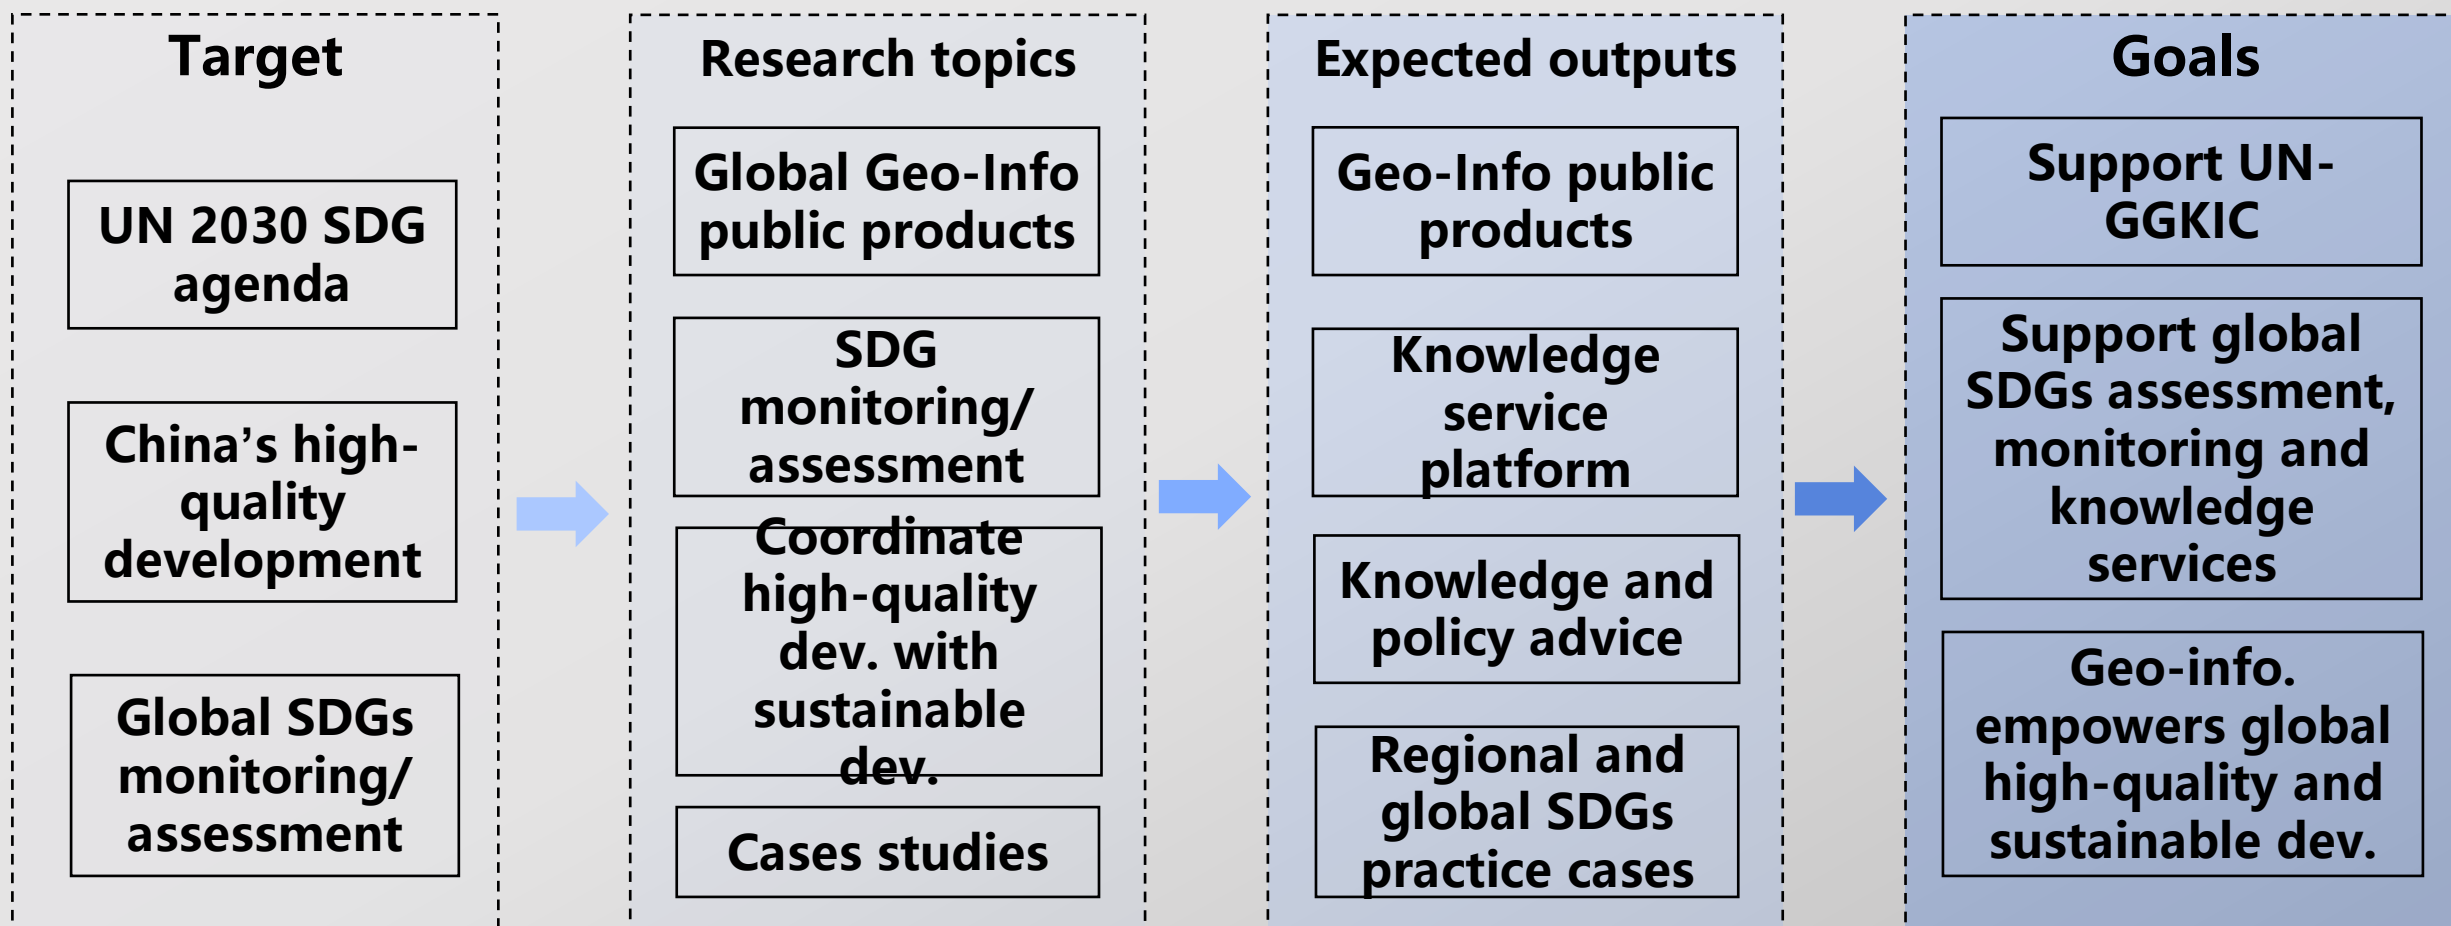 Target
UN 2030 SDG
agenda
China’s high-
quality
development
Global SDGs
monitoring/
assessment
Research topics
Global Geo-Info
public products
SDG
monitoring/
assessment
Coordinate
high-quality
dev. with
sustainable
dev.
Cases studies
Expected outputs
Geo-Info public
products
Knowledge
service
platform
Knowledge and
policy advice
Regional and
global SDGs
practice cases
Goals
Support UN-
GGKIC
Support global
SDGs assessment,
monitoring and
knowledge
services
Geo-info.
empowers global
high-quality and
sustainable dev.